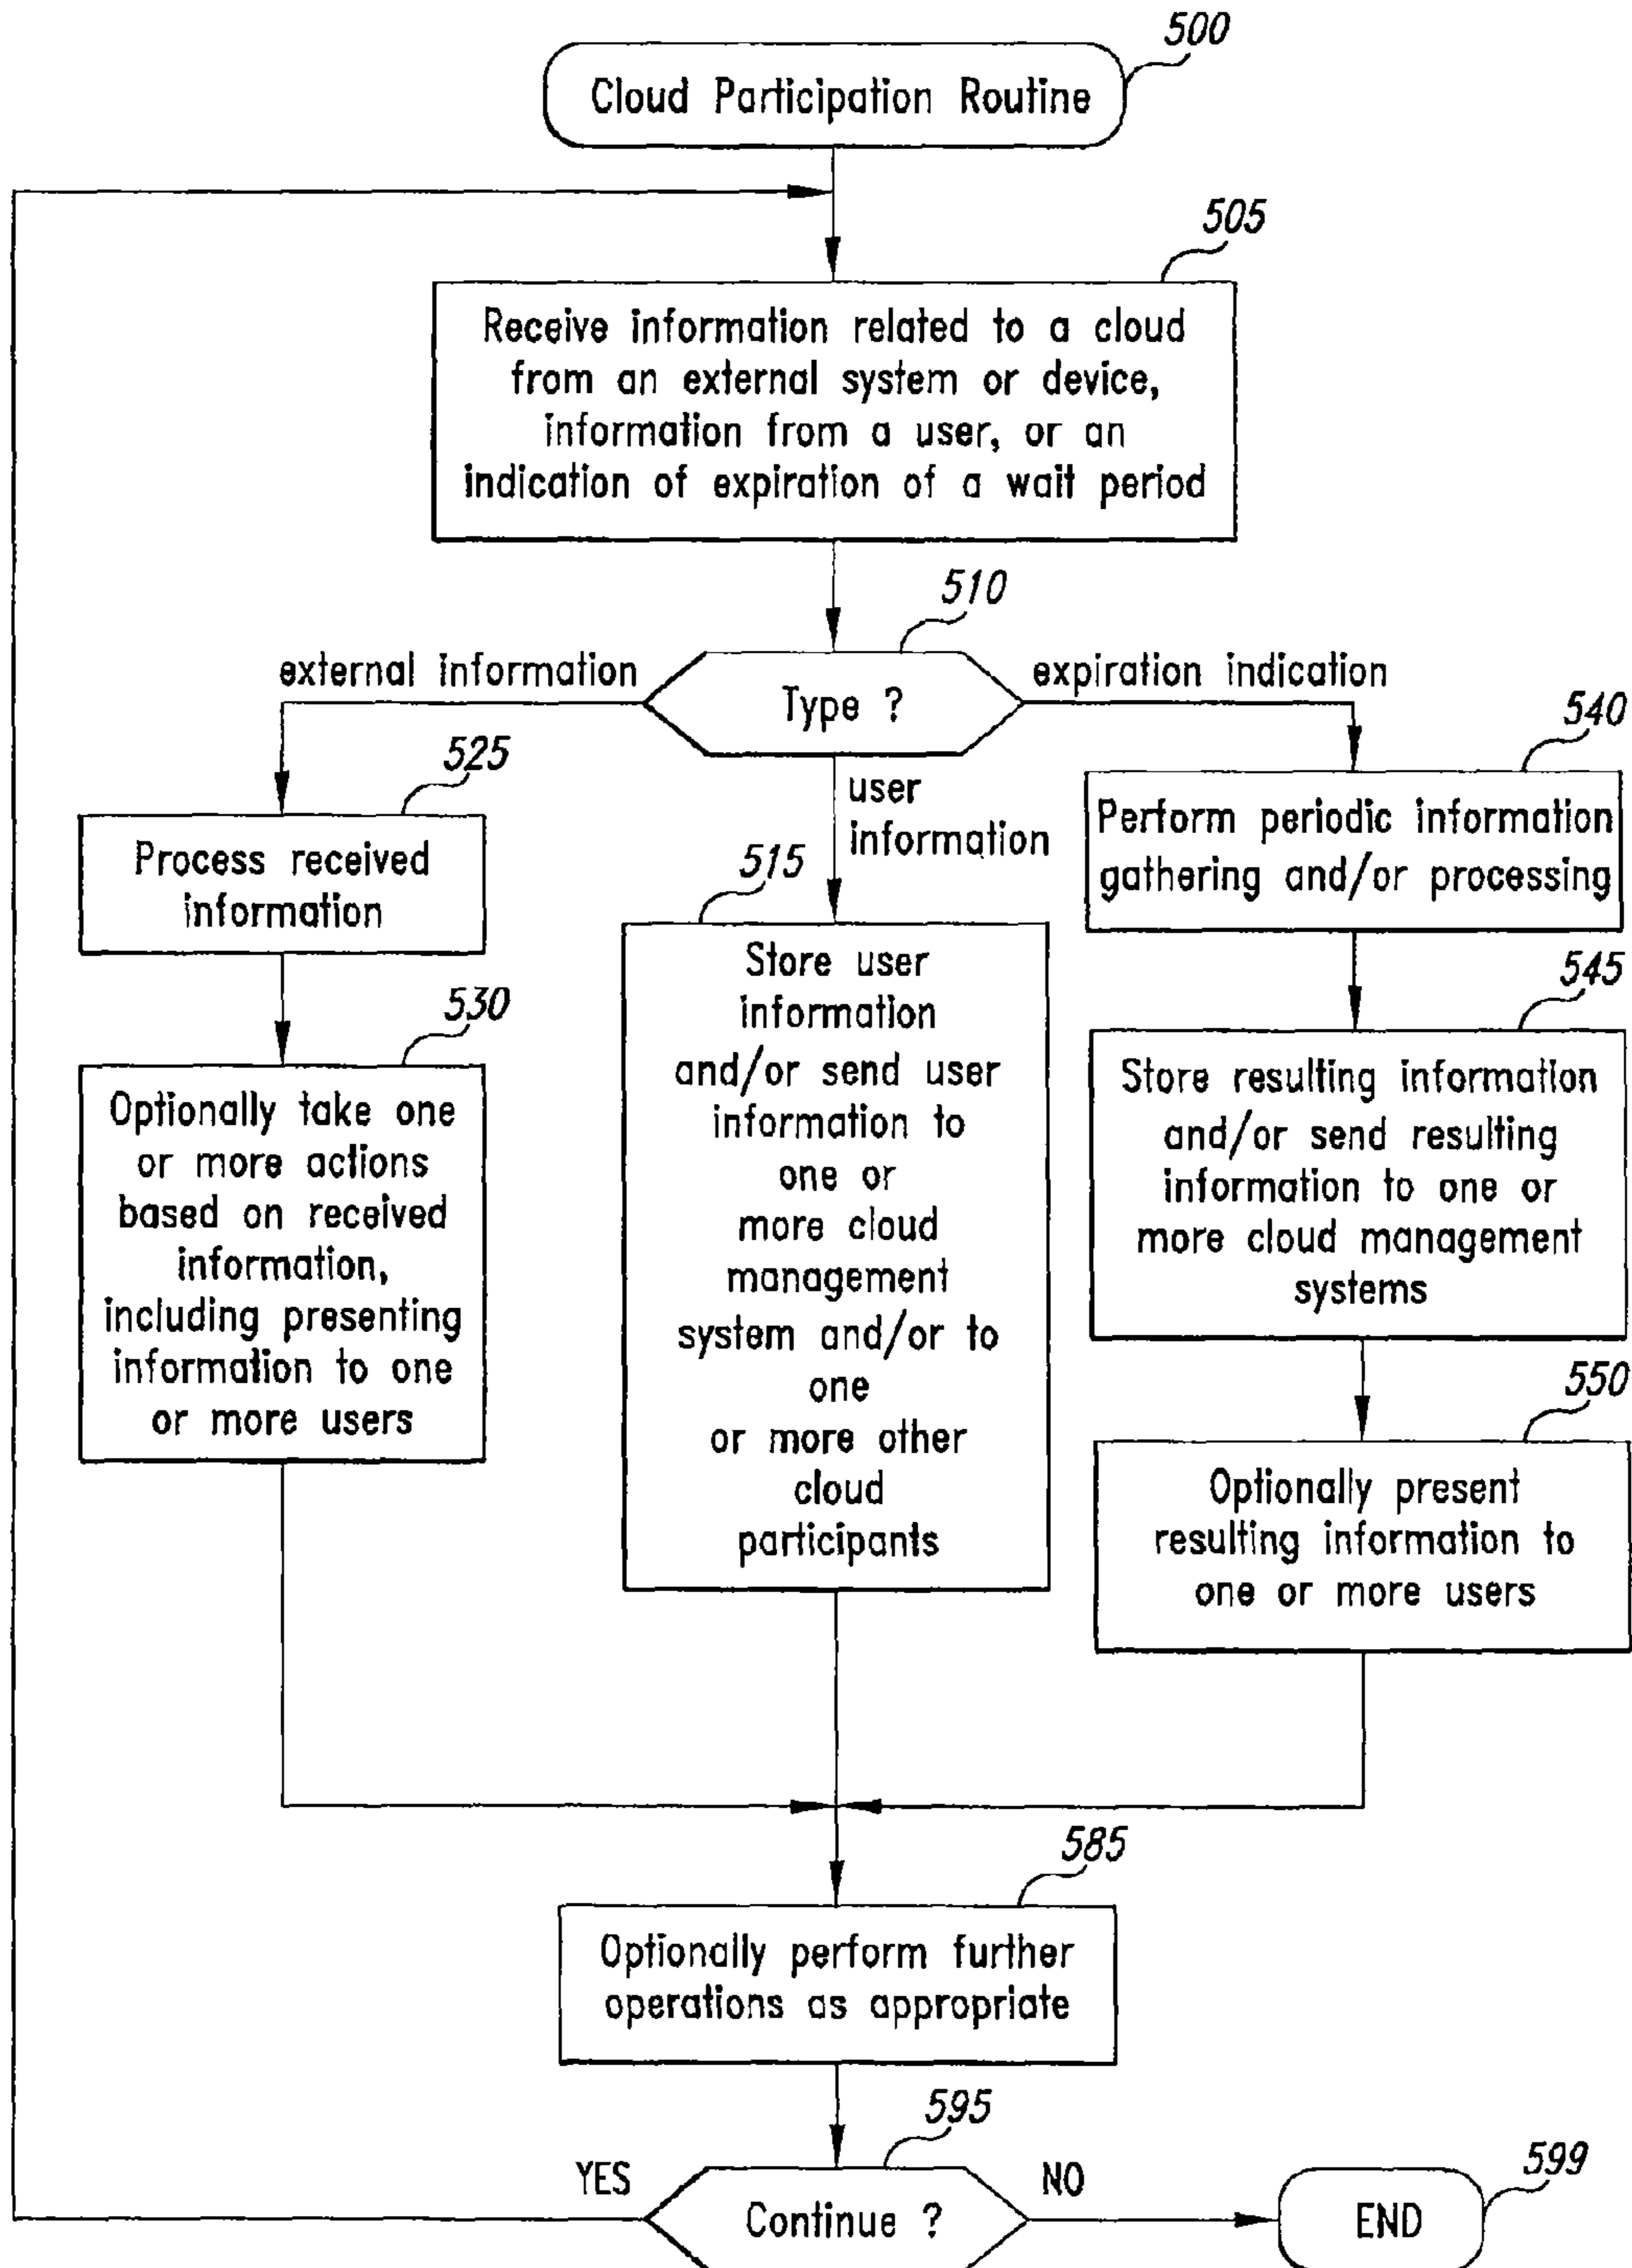 500
Cloud Participation Routine
505
Receive information related to a cloud
from an external system or device,
information from a user, or an
indication of expiration of a wait period
510
external information
Type ?
expiration indication
user
information
525
Process received
information
530
Optionally take one
or more actions
based on received
information,
including presenting
information to one
or more users
515
Store user
information
and/or send user
information to
one or
more cloud
management
system and/or to
one
or more other
cloud
participants
540
Perform periodic information
gathering and/or processing
545
Store resulting information
and/or send resulting
information to one or
more cloud management
systems
550
Optionally present
resulting information to
one or more users
585
Optionally perform further
operations as appropriate
595
YES
Continue ?
NO
599
END